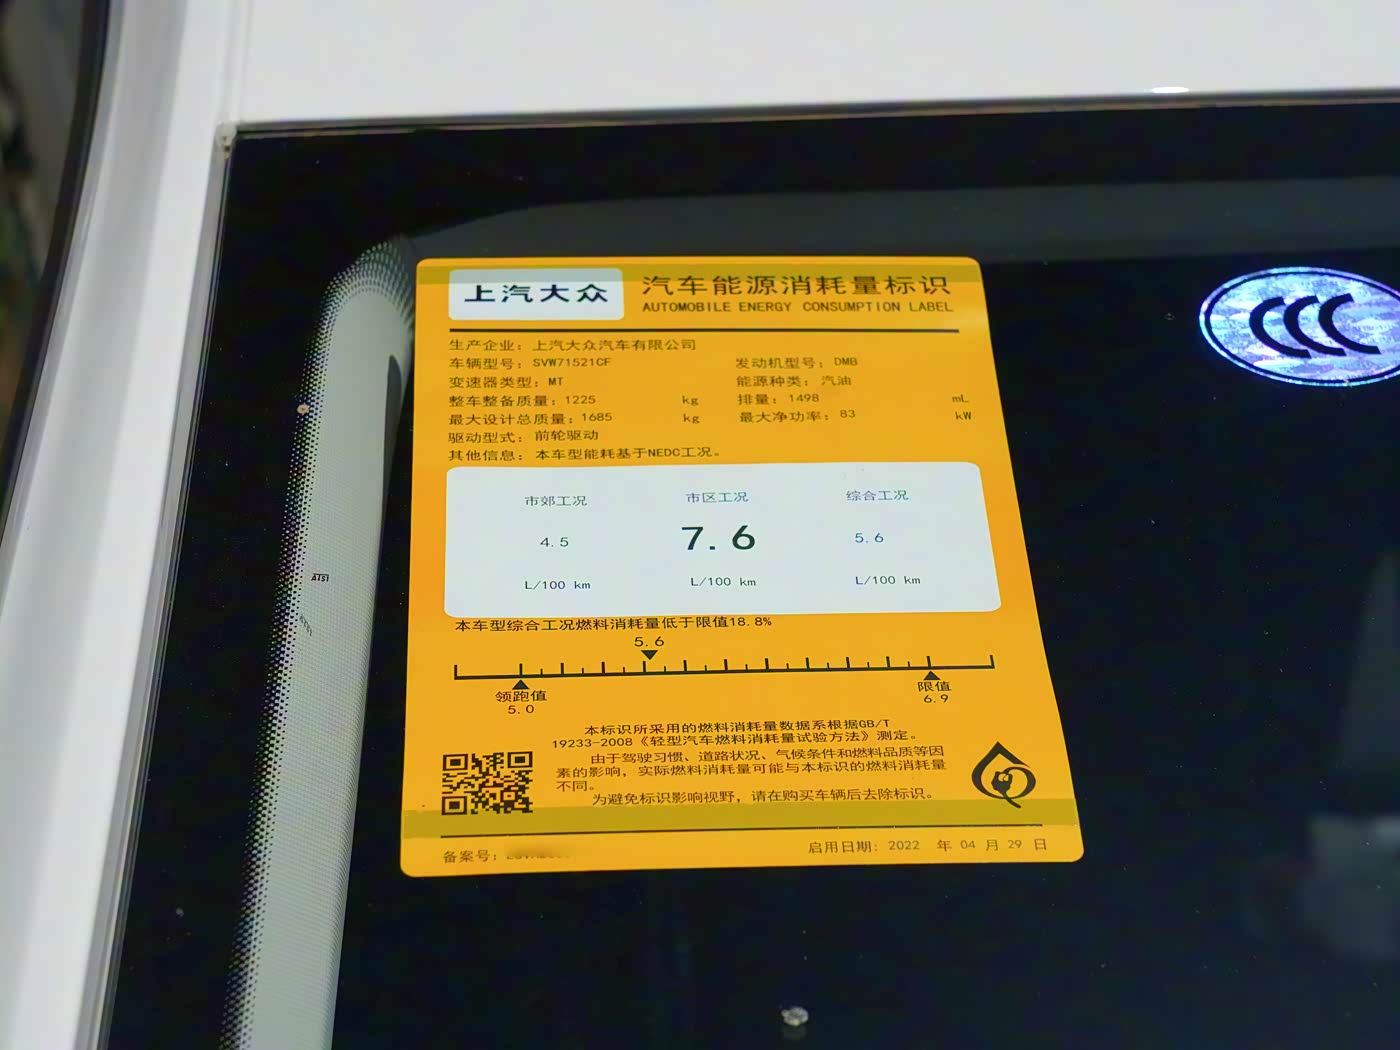 上汽大众
汽车能源消耗量标识
AUTOMOBILE ENERGY CONSUMPTION LABEL
生产企业：上汽大众汽车有限公司
车辆型号：SVW71521CF 发动机型号：DMB
变速器类型：MT 能源种类：汽油
整车整备质量：1225 kg 排量：1498 mL
最大设计总质量：1685 kg 最大净功率：83 kW
驱动型式：前轮驱动
其他信息：本车型能耗基于NEDC工况。
市郊工况 市区工况 综合工况
4.5 7.6 5.6
L/100 km L/100 km L/100 km
本车型综合工况燃料消耗量低于限值18.8%
5.6
领跑值 限值
5.0 6.9
本标识所采用的燃料消耗量数据系根据GB/T
19233-2008《轻型汽车燃料消耗量试验方法》测定。
由于驾驶习惯、道路状况、气候条件和燃料品质等因
素的影响，实际燃料消耗量可能与本标识的燃料消耗量
不同。
为避免标识影响视野，请在购买车辆后去除标识。
备案号：
启用日期：2022 年 04 月 29 日
CCC